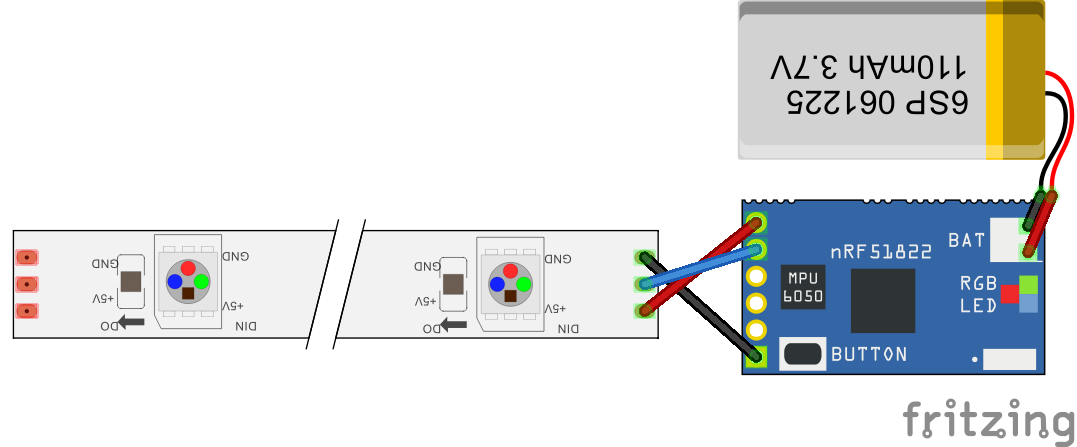 6SP 061225
110mAh 3.7V
GND
GND
+5V
+5V
DO
DIN
GND
GND
+5V
+5V
DO
DIN
BAT
nRF51822
MPU
6050
RGB
LED
BUTTON
fritzing